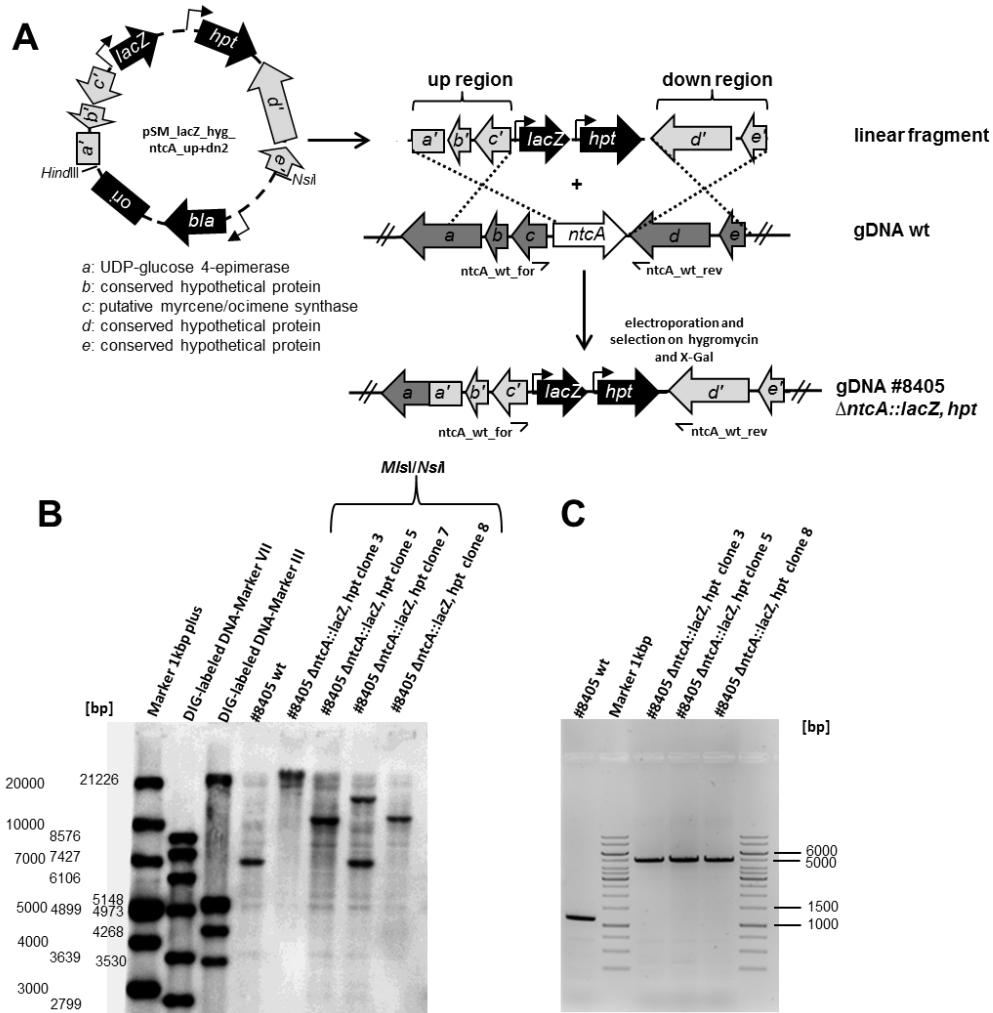 A
lacZ
hpt
c'
b'
a'
d'
e'
pSM_lacZ_hyg_
ntcA_up+dn2
HindIII
NsiI
ori
bla
a: UDP-glucose 4-epimerase
b: conserved hypothetical protein
c: putative myrcene/ocimene synthase
d: conserved hypothetical protein
e: conserved hypothetical protein
up region
down region
a' b' c' lacZ hpt d' e'
linear fragment
+
a b c ntcA d e
gDNA wt
ntcA_wt_for
ntcA_wt_rev
electroporation and
selection on hygromycin
and X-Gal
a a' b' c' lacZ hpt d' e'
gDNA #8405
ΔntcA::lacZ, hpt
ntcA_wt_for
ntcA_wt_rev
B
MlsI/NsiI
Marker 1kbp plus
DIG-labeled DNA-Marker VII
DIG-labeled DNA-Marker III
#8405 wt
#8405 ΔntcA::lacZ, hpt clone 3
#8405 ΔntcA::lacZ, hpt clone 5
#8405 ΔntcA::lacZ, hpt clone 7
#8405 ΔntcA::lacZ, hpt clone 8
[bp]
20000
10000
7000
5000
4000
3000
8576
7427
6106
4899
3639
2799
21226
5148
4973
4268
3530
C
#8405 wt
Marker 1kbp
#8405 ΔntcA::lacZ, hpt clone 3
#8405 ΔntcA::lacZ, hpt clone 5
#8405 ΔntcA::lacZ, hpt clone 8
[bp]
6000
5000
1500
1000